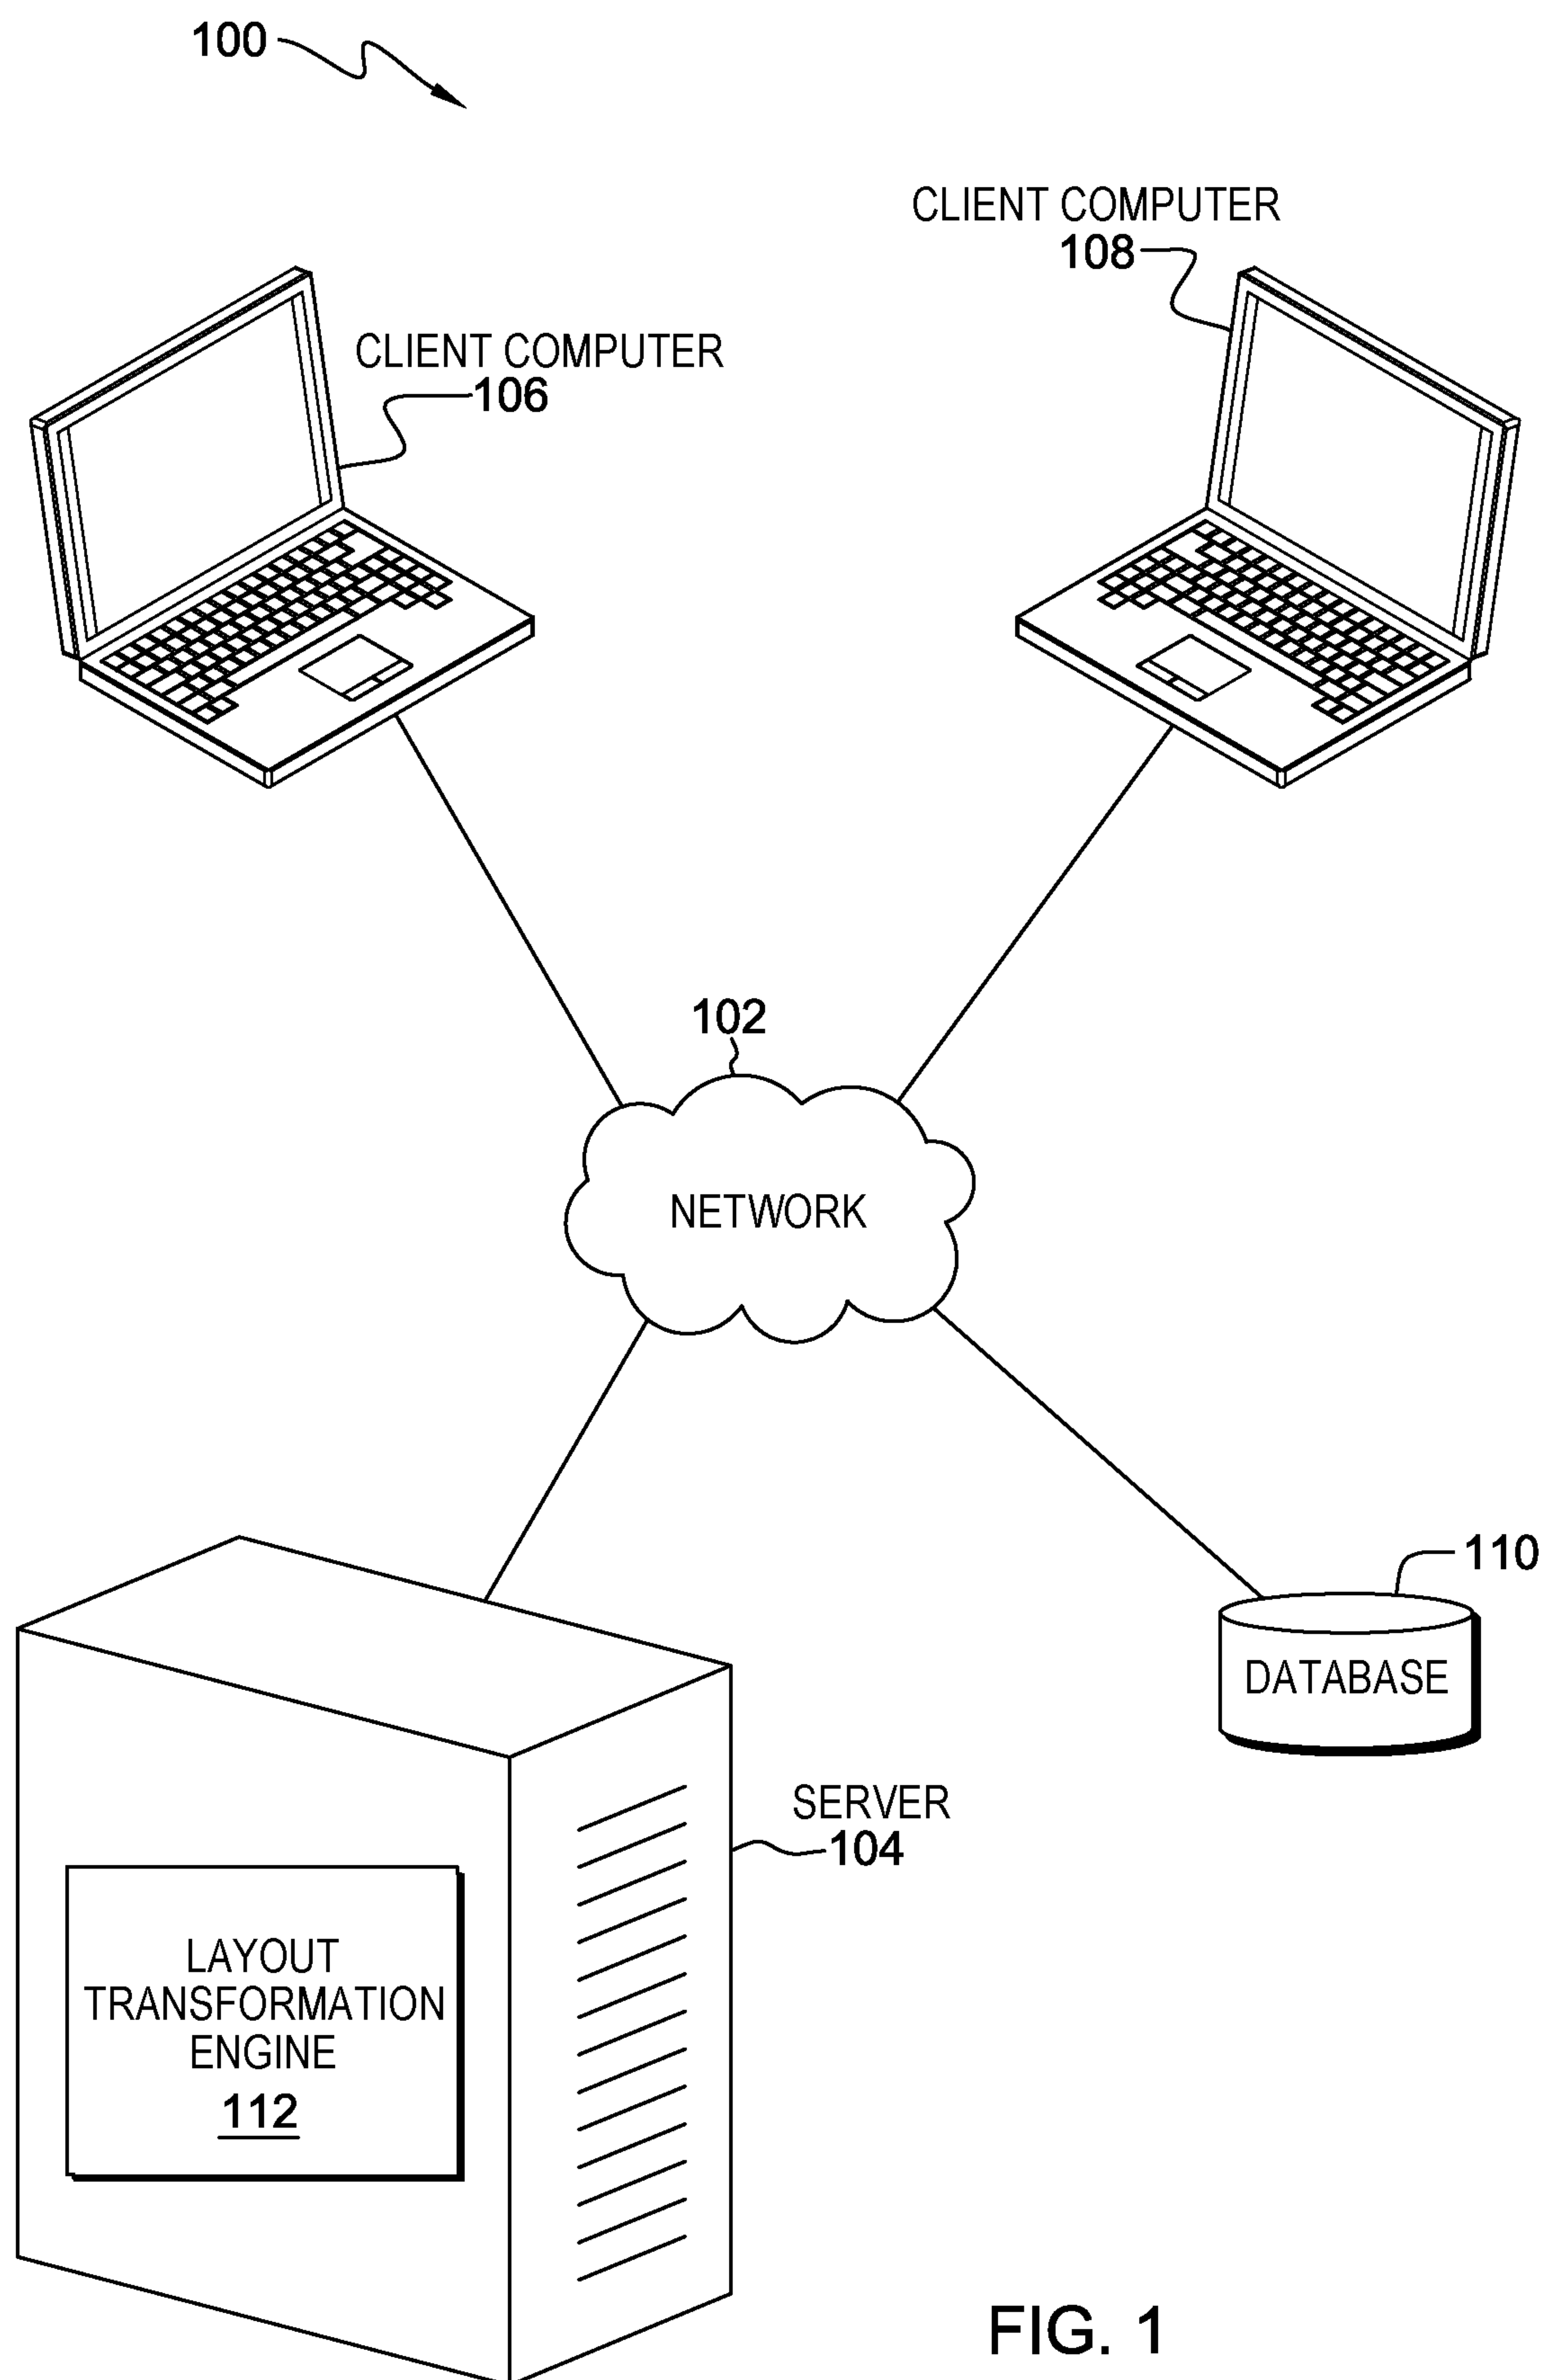 100
CLIENT COMPUTER
108
CLIENT COMPUTER
106
102
NETWORK
110
DATABASE
SERVER
104
LAYOUT
TRANSFORMATION
ENGINE
112
FIG. 1